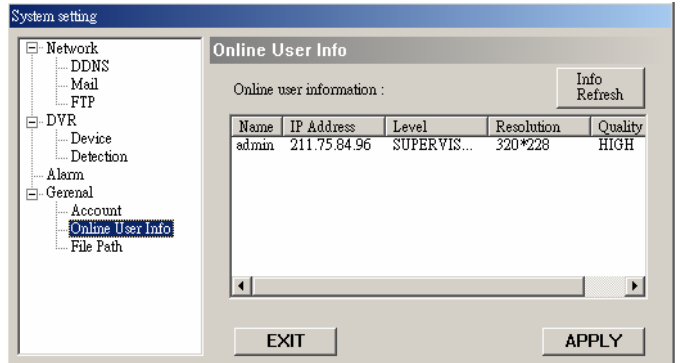 System setting
Network
DDNS
Mail
FTP
DVR
Device
Detection
Alarm
Gerenal
Account
Online User Info
File Path
Online User Info
Online user information :
Info
Refresh
Name IP Address Level Resolution Quality
admin 211.75.84.96 SUPERVIS... 320*228 HIGH
EXIT
APPLY